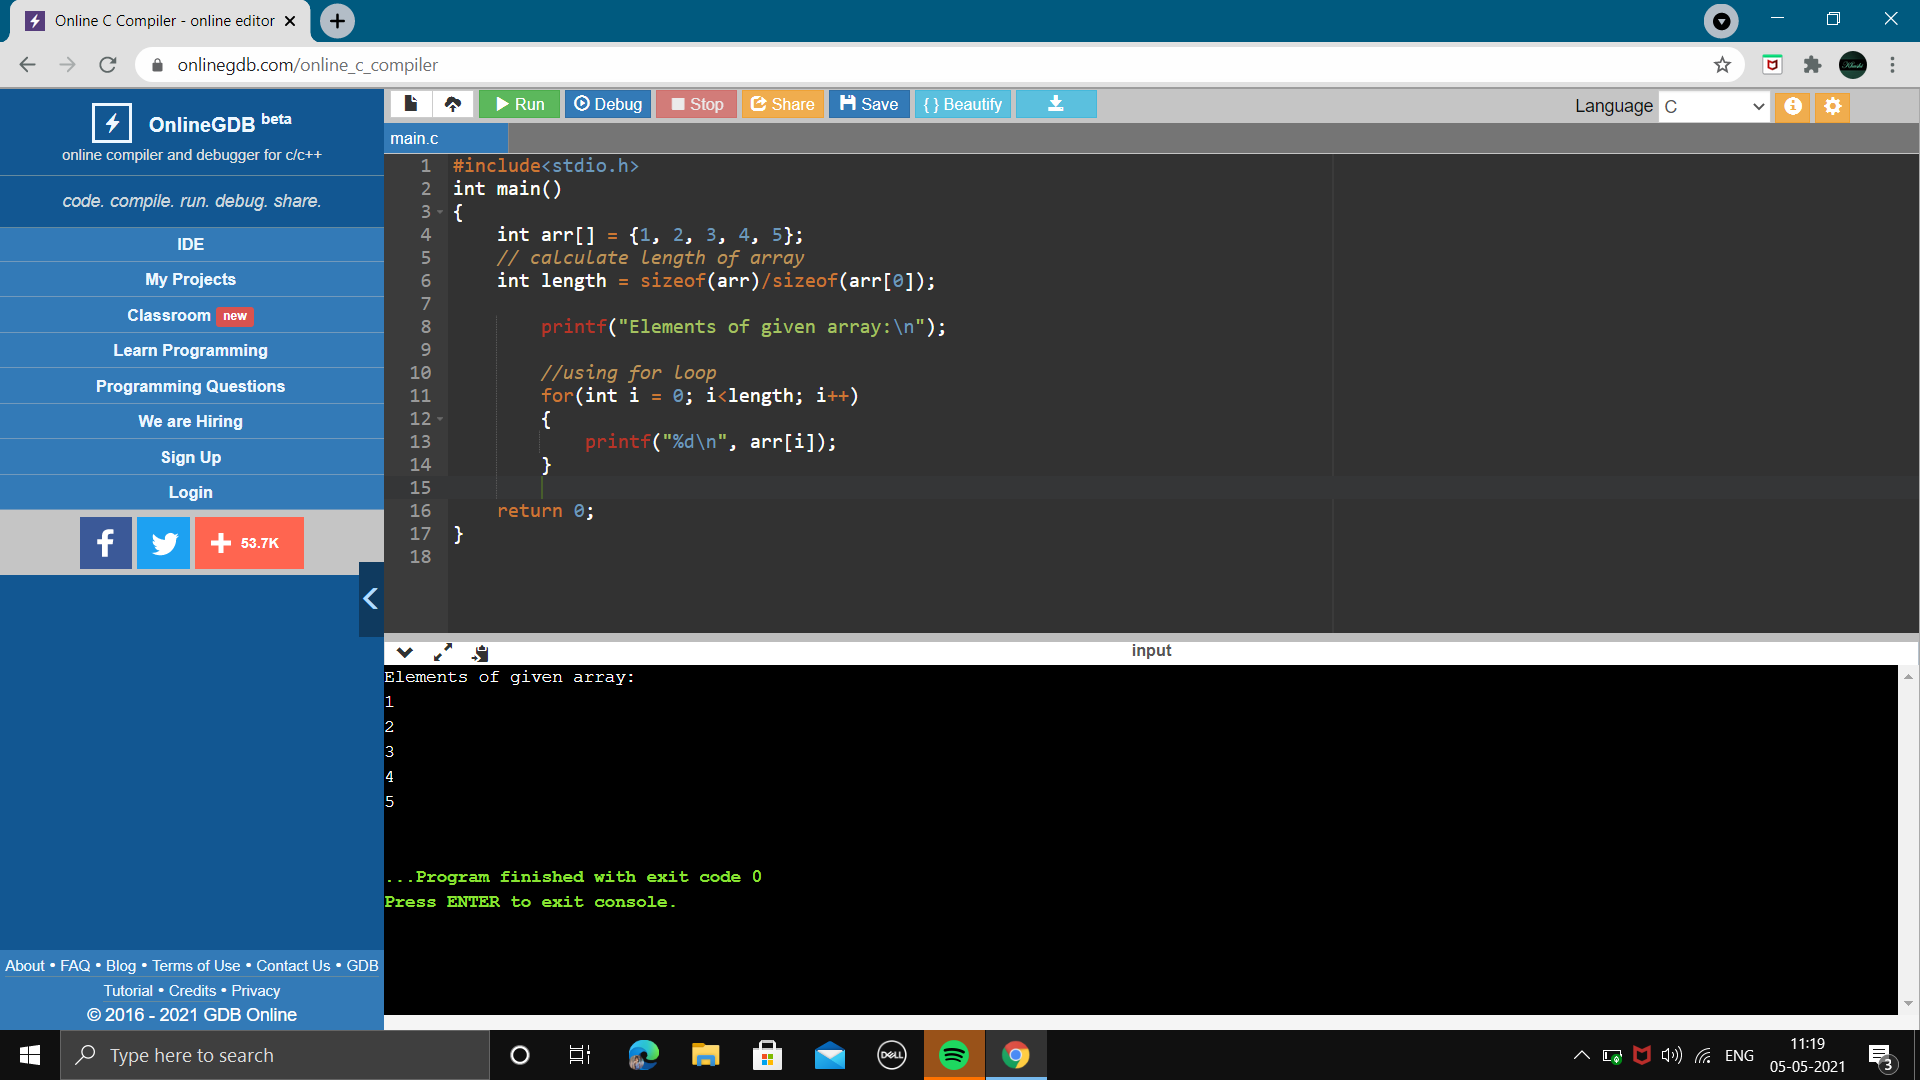 Online C Compiler - online editor
onlinegdb.com/online_c_compiler
OnlineGDB beta
online compiler and debugger for c/c++
code. compile. run. debug. share.
IDE
My Projects
Classroom new
Learn Programming
Programming Questions
We are Hiring
Sign Up
Login
53.7K
About • FAQ • Blog • Terms of Use • Contact Us • GDB
Tutorial • Credits • Privacy
© 2016 - 2021 GDB Online
Run Debug Stop Share Save { } Beautify
Language C
main.c
1 #include<stdio.h>
2 int main()
3 {
4 int arr[] = {1, 2, 3, 4, 5};
5 // calculate length of array
6 int length = sizeof(arr)/sizeof(arr[0]);
7
8 printf("Elements of given array:\n");
9
10 //using for loop
11 for(int i = 0; i<length; i++)
12 {
13 printf("%d\n", arr[i]);
14 }
15
16 return 0;
17 }
18
input
Elements of given array:
1
2
3
4
5
...Program finished with exit code 0
Press ENTER to exit console.
Type here to search
DELL
ENG
11:19
05-05-2021
3